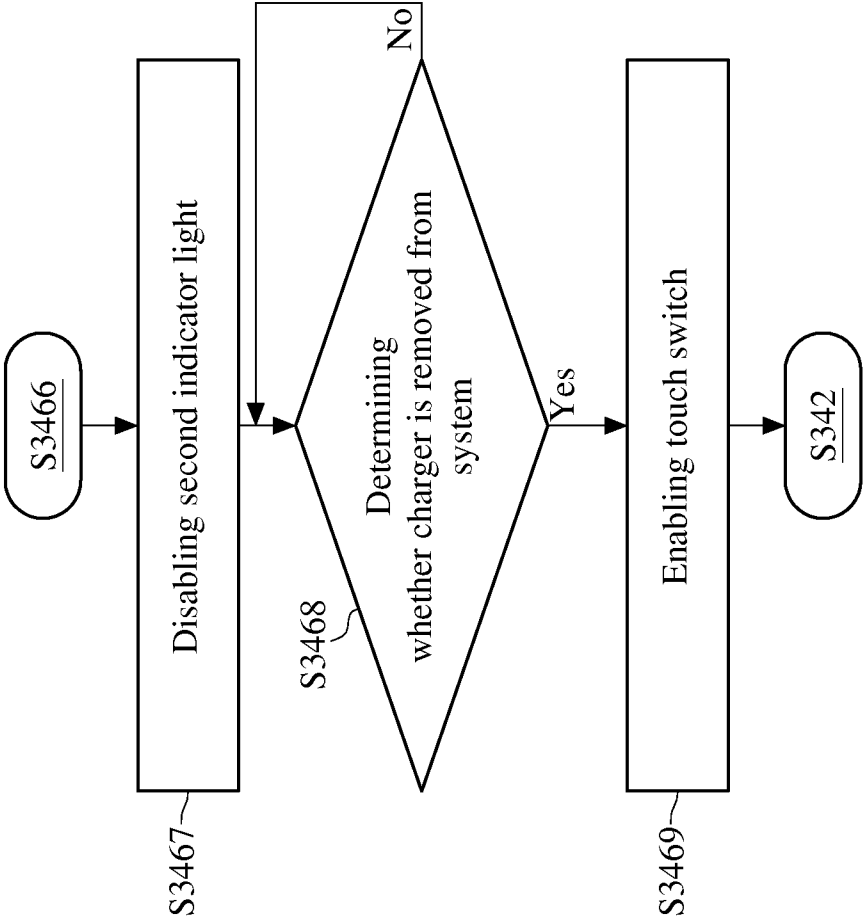 S3466
Disabling second indicator light
S3467
No
Determining
whether charger is removed from
system
S3468
Yes
Enabling touch switch
S3469
S342